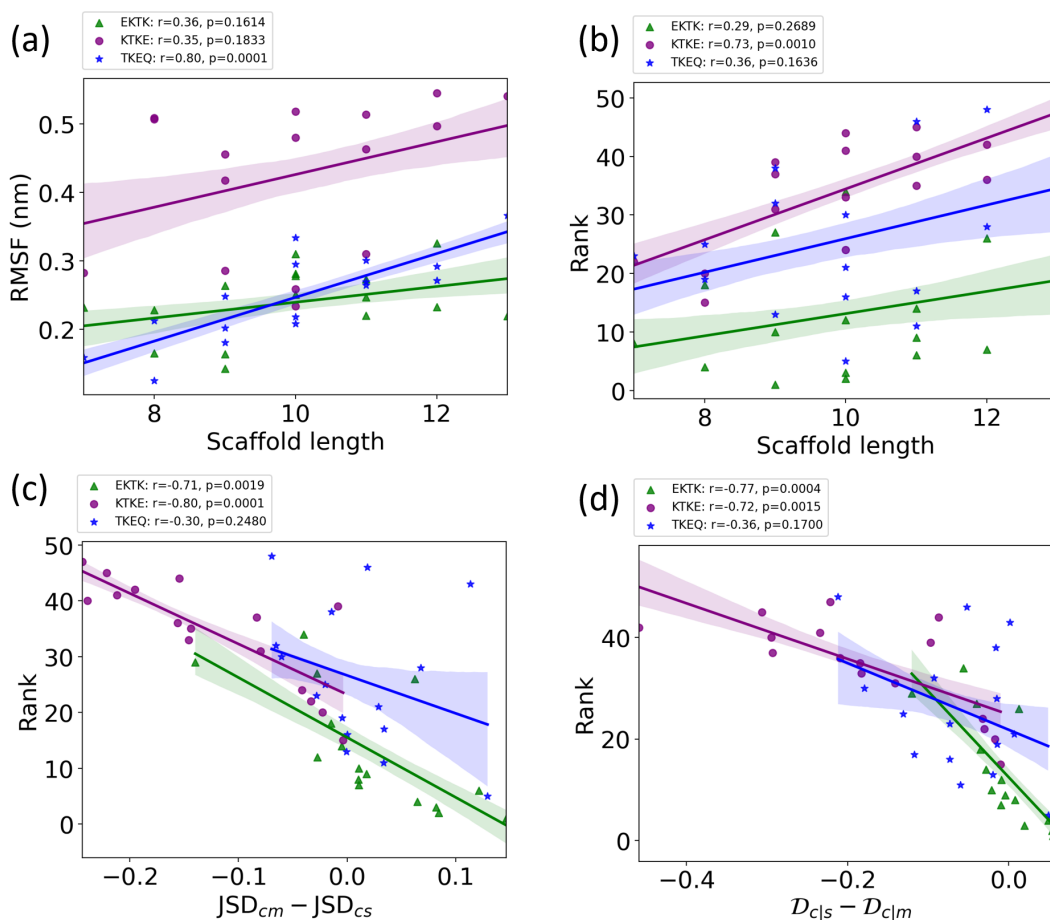 (a)
EKTK: r=0.36, p=0.1614
KTKE: r=0.35, p=0.1833
TKEQ: r=0.80, p=0.0001
RMSF (nm)
0.5
0.4
0.3
0.2
8
10
12
Scaffold length
(b)
EKTK: r=0.29, p=0.2689
KTKE: r=0.73, p=0.0010
TKEQ: r=0.36, p=0.1636
Rank
50
40
30
20
10
0
8
10
12
Scaffold length
(c)
EKTK: r=-0.71, p=0.0019
KTKE: r=-0.80, p=0.0001
TKEQ: r=-0.30, p=0.2480
Rank
50
40
30
20
10
0
−0.2
−0.1
0.0
0.1
JSD_cm − JSD_cs
(d)
EKTK: r=-0.77, p=0.0004
KTKE: r=-0.72, p=0.0015
TKEQ: r=-0.36, p=0.1700
Rank
40
20
0
−0.4
−0.2
0.0
𝒟_c|s − 𝒟_c|m